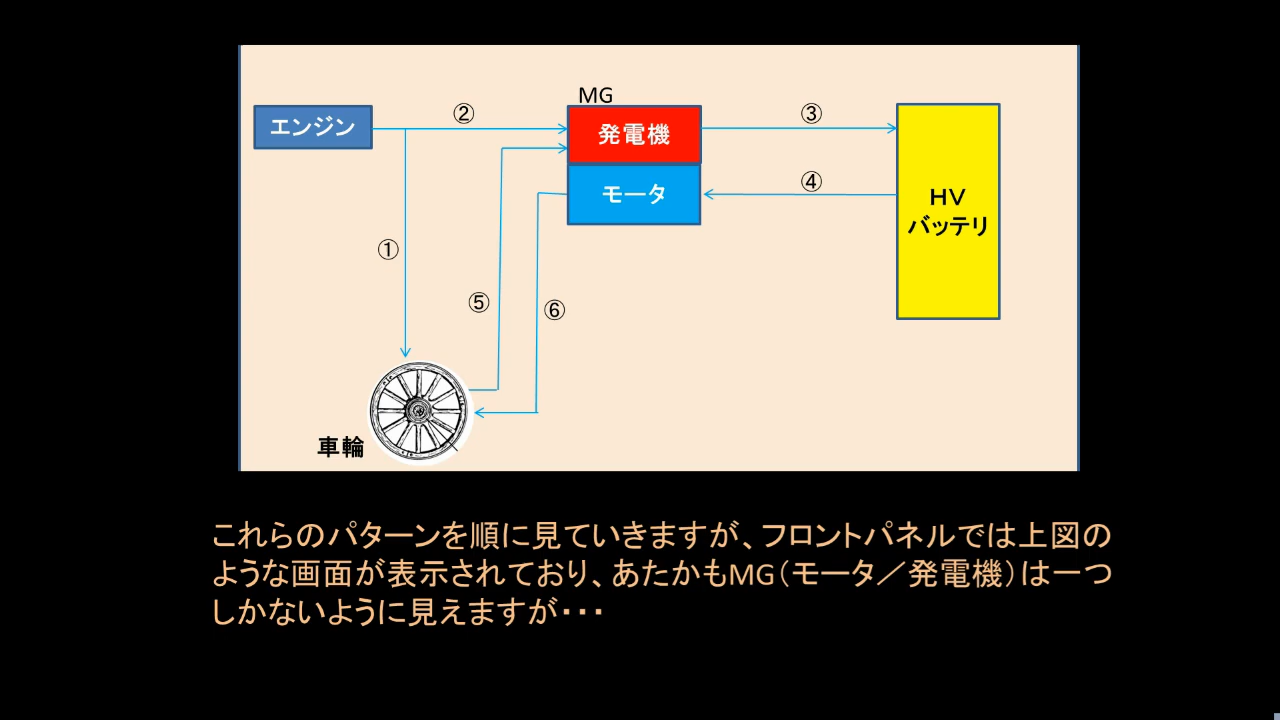 MG
エンジン
②
発電機
③
モータ
④
HV
バッテリ
①
⑤
⑥
車輪
これらのパターンを順に見ていきますが、フロントパネルでは上図の
ような画面が表示されており、あたかもMG（モータ／発電機）は一つ
しかないように見えますが・・・